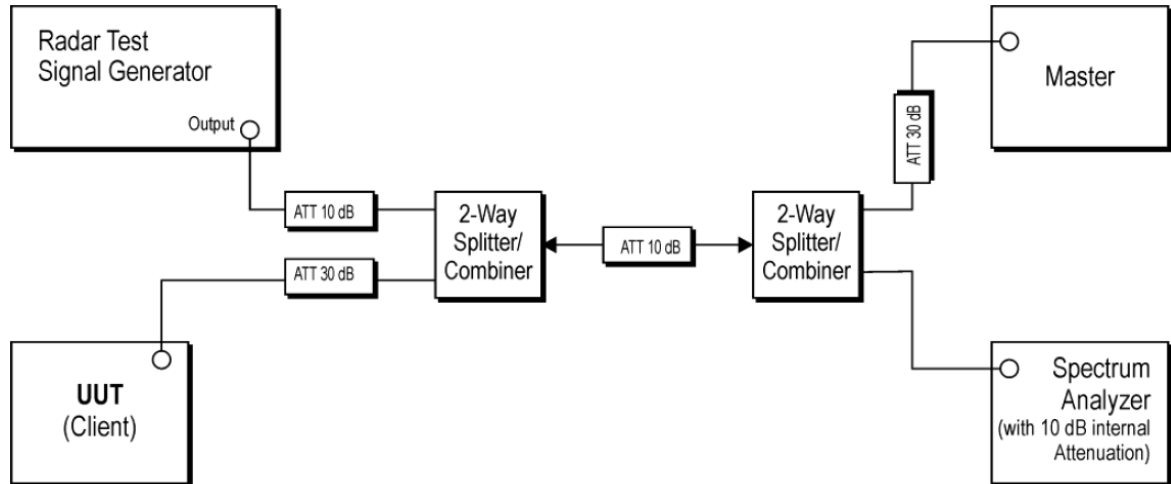 Radar Test
Signal Generator
Output
ATT 10 dB
ATT 30 dB
2-Way
Splitter/
Combiner
ATT 10 dB
2-Way
Splitter/
Combiner
ATT 30 dB
Master
UUT
(Client)
Spectrum
Analyzer
(with 10 dB internal
Attenuation)